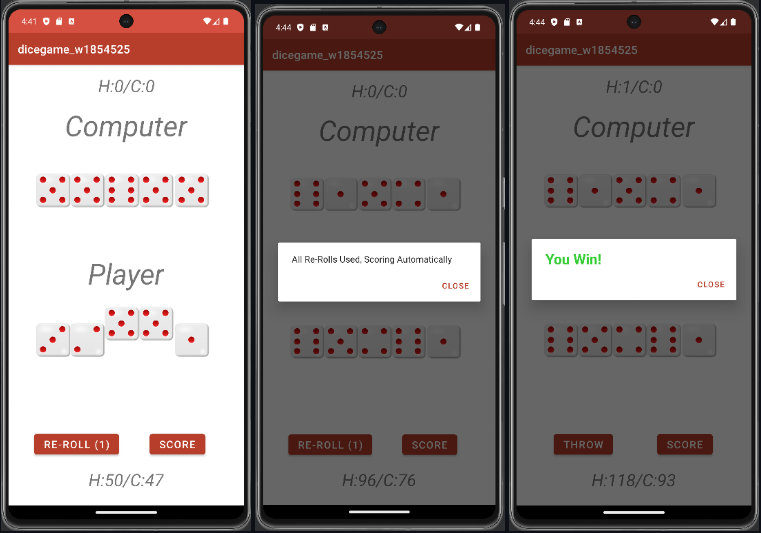 4:41
dicegame_w1854525
H:0/C:0
Computer
Player
RE-ROLL (1)
SCORE
H:50/C:47
4:44
dicegame_w1854525
H:0/C:0
Computer
All Re-Rolls Used, Scoring Automatically
CLOSE
RE-ROLL (1)
SCORE
H:96/C:76
4:44
dicegame_w1854525
H:1/C:0
Computer
You Win!
CLOSE
THROW
SCORE
H:118/C:93